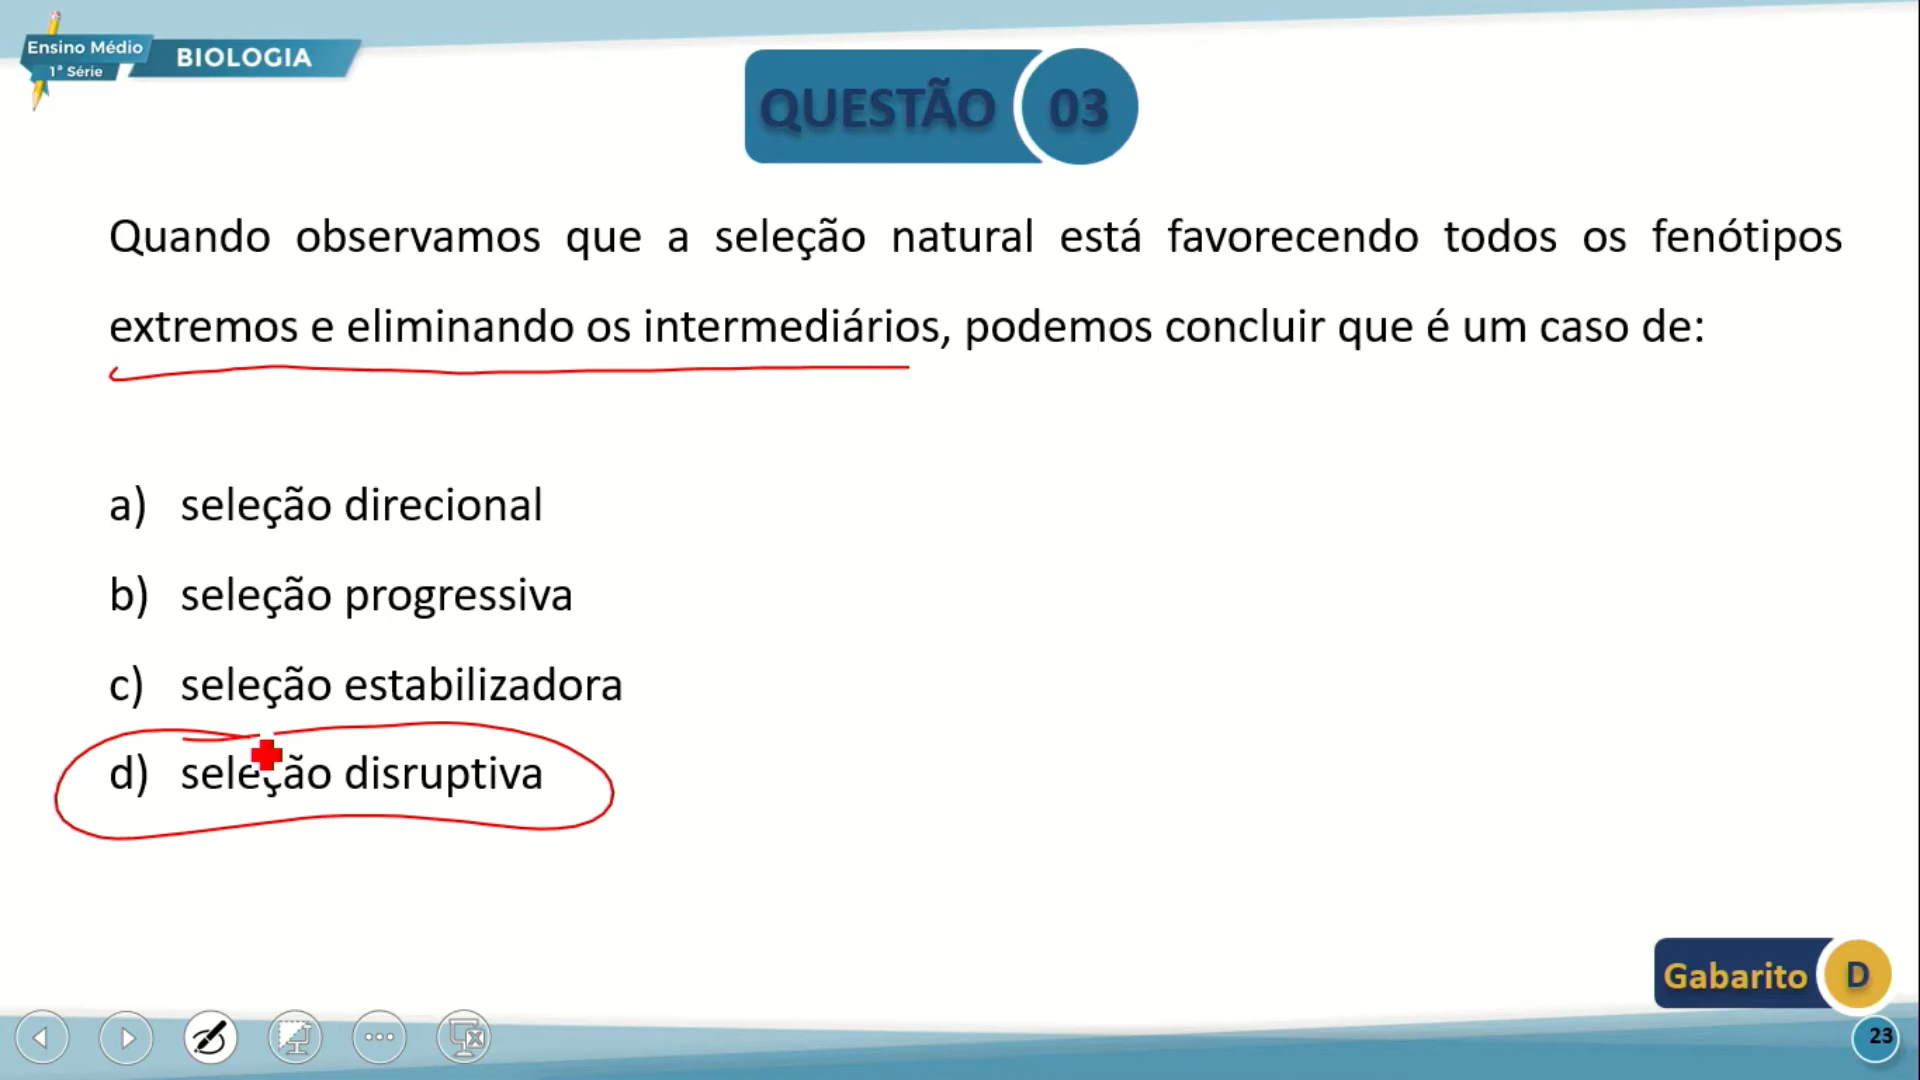 Ensino Médio
1ª Série
BIOLOGIA
QUESTÃO 03
Quando observamos que a seleção natural está favorecendo todos os fenótipos
extremos e eliminando os intermediários, podemos concluir que é um caso de:
a) seleção direcional
b) seleção progressiva
c) seleção estabilizadora
d) seleção disruptiva
Gabarito D
23